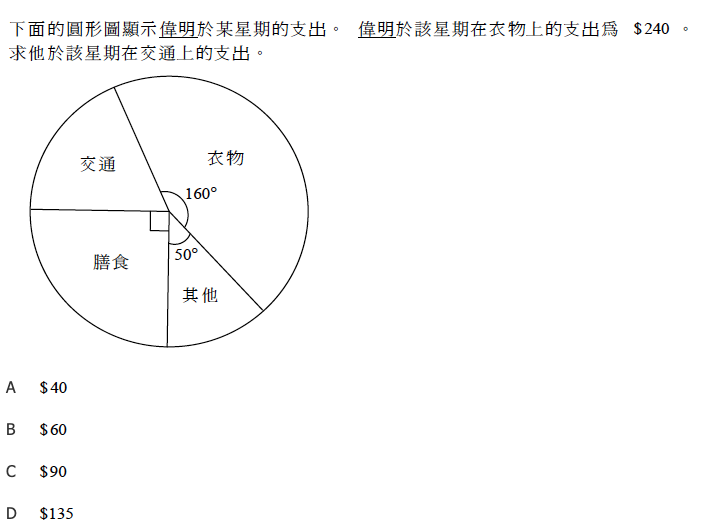 下面的圓形圖顯示偉明於某星期的支出。 偉明於該星期在衣物上的支出爲 $240 。
求他於該星期在交通上的支出。
交通
衣物
160°
膳食
50°
其他
A $40
B $60
C $90
D $135